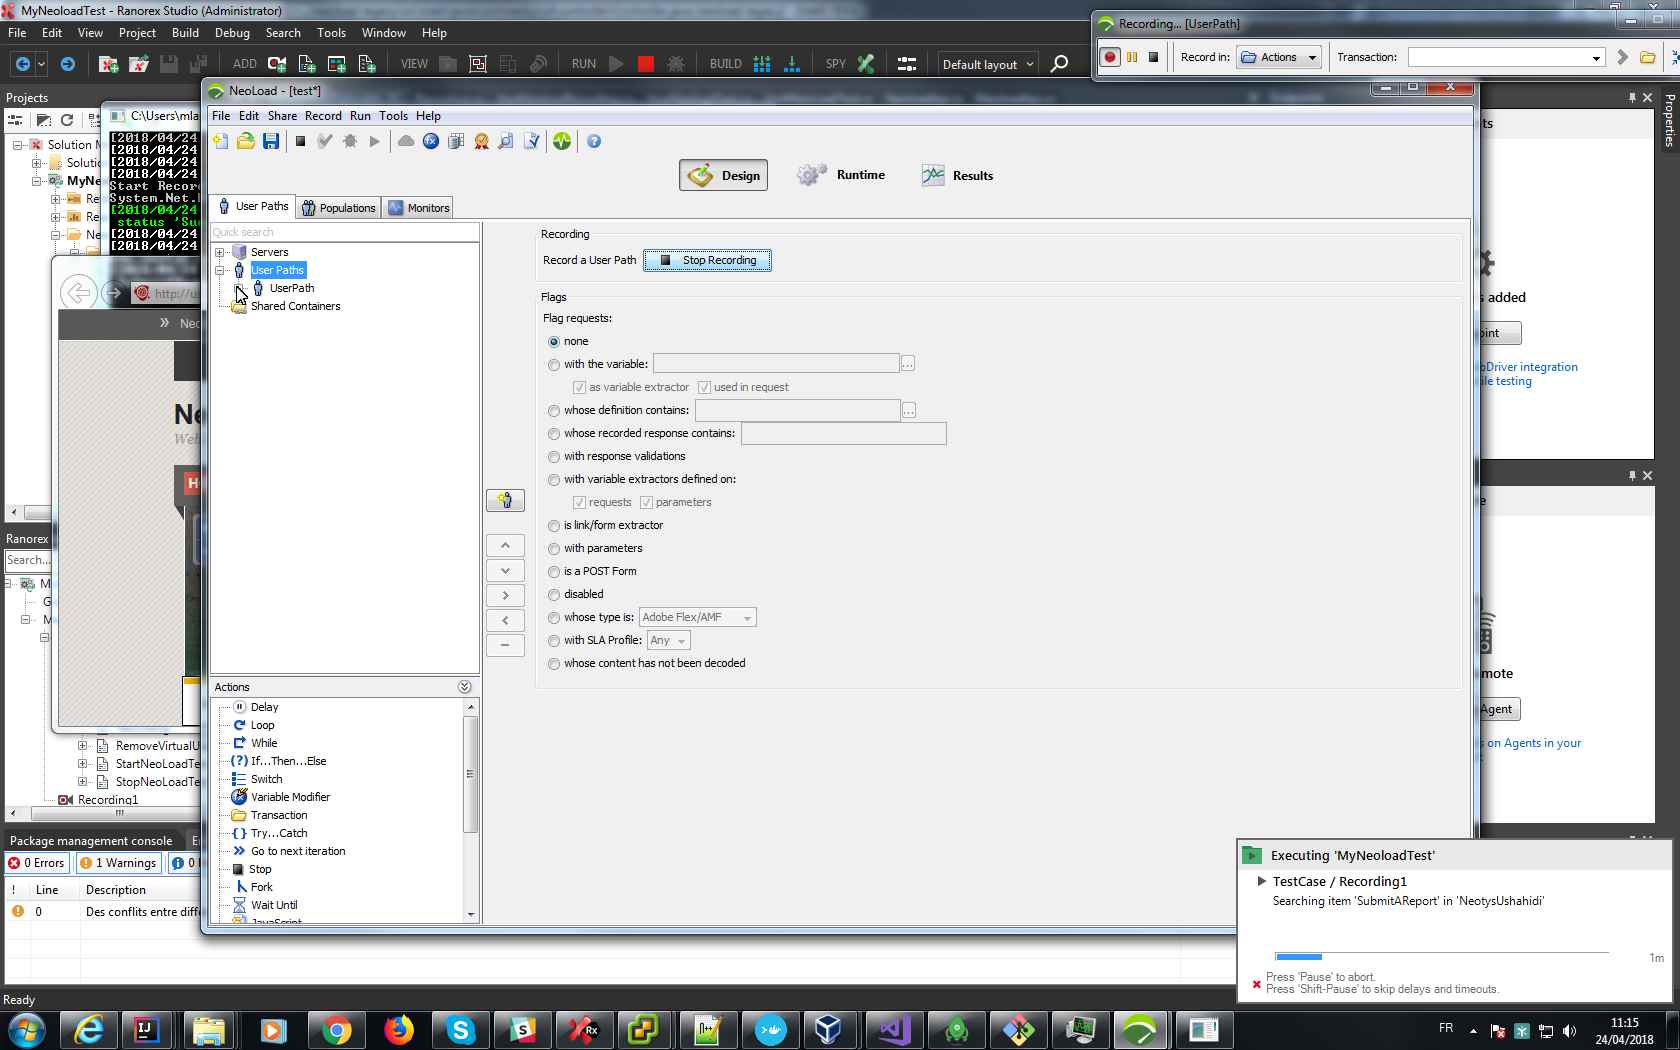 MyNeoloadTest - Ranorex Studio (Administrator)
File Edit View Project Build Debug Search Tools Window Help
ADD VIEW RUN BUILD SPY Default layout
Recording... [UserPath]
Record in: Actions Transaction:
Projects
Properties
NeoLoad - [test*]
File Edit Share Record Run Tools Help
Design Runtime Results
User Paths Populations Monitors
Quick search
Servers
User Paths
UserPath
Shared Containers
Recording
Record a User Path Stop Recording
Flags
Flag requests:
none
with the variable: ...
as variable extractor used in request
whose definition contains: ...
whose recorded response contains:
with response validations
with variable extractors defined on:
requests parameters
is link/form extractor
with parameters
is a POST Form
disabled
whose type is: Adobe Flex/AMF
with SLA Profile: Any
whose content has not been decoded
Actions
Delay
Loop
While
If...Then...Else
Switch
Variable Modifier
Transaction
Try...Catch
Go to next iteration
Stop
Fork
Wait Until
JavaScript
C:\Users\mla
[2018/04/24
[2018/04/24
[2018/04/24
[2018/04/24
Start Recor
System.Net.
[2018/04/24
status 'Su
[2018/04/24
[2018/04/24
Solution M
Solutio
MyNe
Re
Re
Ne
http://us
Neo
Ne
Web
H
Ranorex
Search...
M
G
M
RemoveVirtualU
StartNeoLoadTe
StopNeoLoadTe
Recording1
Package management console
0 Errors 1 Warnings 0
! Line Description
0 Des conflits entre diffé
Ready
ts
s added
oint
oDriver integration
ile testing
e
mote
Agent
s on Agents in your
Executing 'MyNeoloadTest'
TestCase / Recording1
Searching item 'SubmitAReport' in 'NeotysUshahidi'
1m
Press 'Pause' to abort.
Press 'Shift-Pause' to skip delays and timeouts.
FR
11:15
24/04/2018